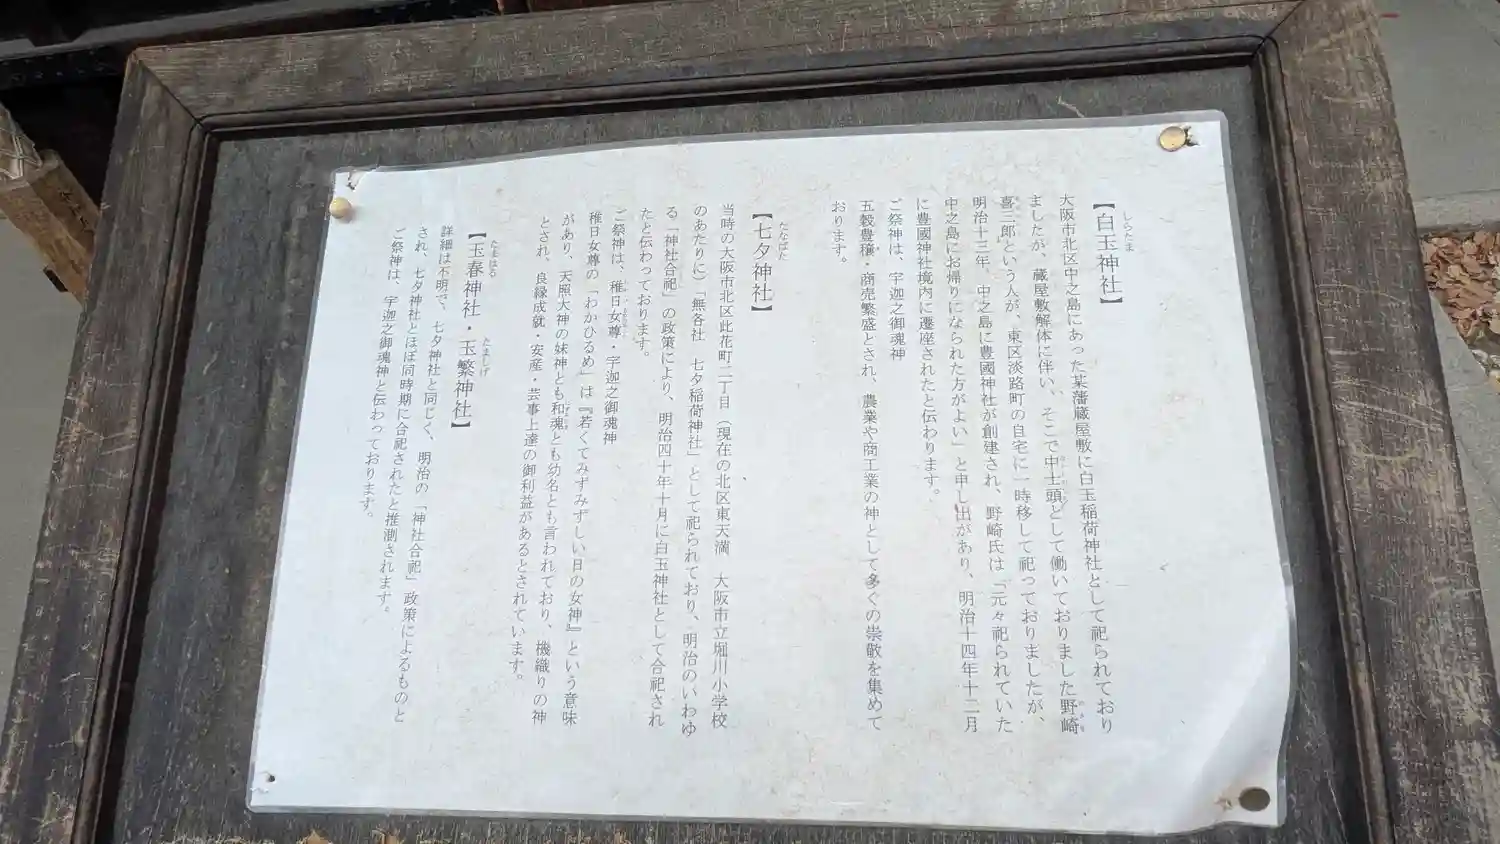 【白玉神社】
しらたま
大阪市北区中之島にあった某藩蔵屋敷に白玉稲荷神社として祀られており
ましたが、蔵屋敷解体に伴い、そこで中士頭として働いておりました野崎
喜三郎という人が、東区淡路町の自宅に一時移して祀っておりましたが、
明治十三年、中之島に豊國神社が創建され、野崎氏は「元々祀られていた
中之島にお帰りになられた方がよい」と申し出があり、明治十四年十二月
に豊國神社境内に遷座されたと伝わります。
ご祭神は、宇迦之御魂神
五穀豊穣・商売繁盛とされ、農業や商工業の神として多くの崇敬を集めて
おります。
【七夕神社】
たなばた
当時の大阪市北区此花町二丁目（現在の北区東天満 大阪市立堀川小学校
のあたりに）「無各社 七夕稲荷神社」として祀られており、明治のいわゆ
る「神社合祀」の政策により、明治四十年十月に白玉神社として合祀され
たと伝わっております。
ご祭神は、稚日女尊・宇迦之御魂神
稚日女尊の「わかひるめ」は『若くてみずみずしい日の女神』という意味
があり、天照大神の妹神とも和魂とも幼名とも言われており、機織りの神
とされ、良縁成就・安産・芸事上達の御利益があるとされています。
【玉春神社・玉繁神社】
たまはる たましげ
詳細は不明で、七夕神社と同じく、明治の「神社合祀」政策によるものと
され、七夕神社とほぼ同時期に合祀されたと推測されます。
ご祭神は、宇迦之御魂神と伝わっております。